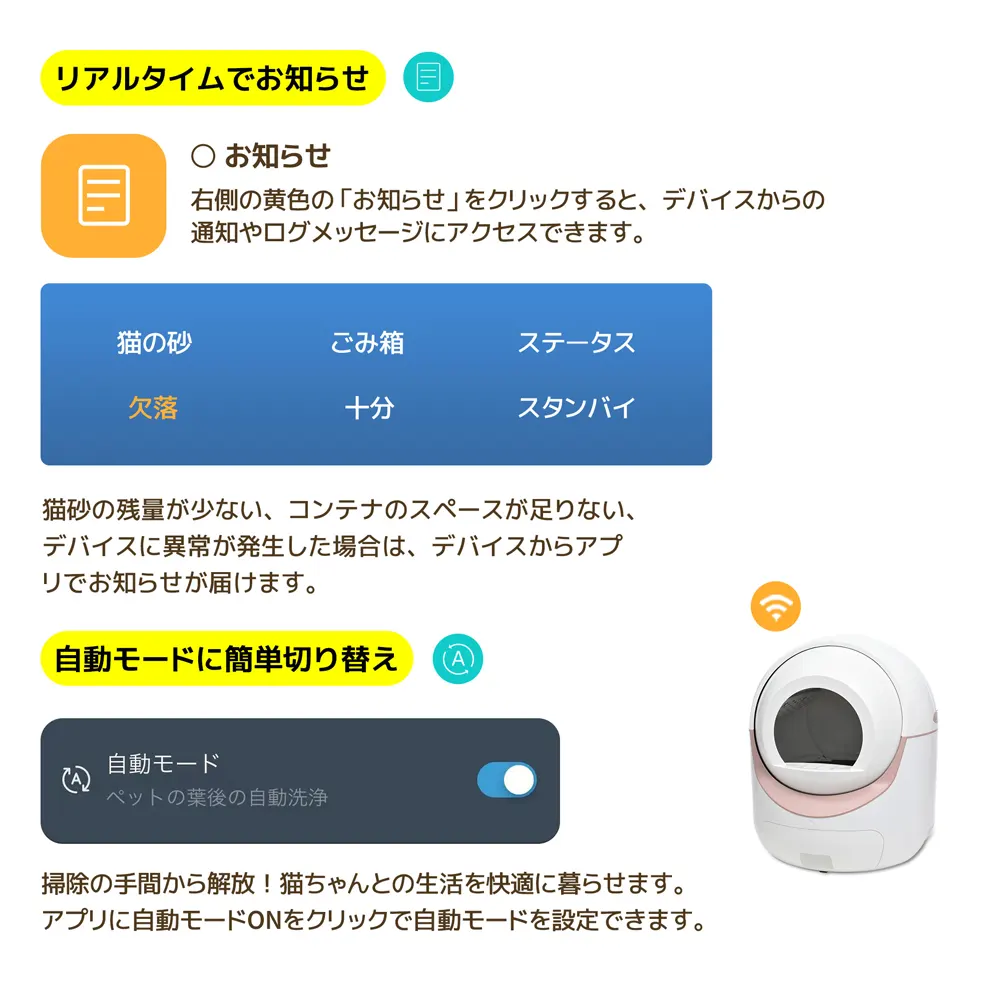 リアルタイムでお知らせ
〇 お知らせ
右側の黄色の「お知らせ」をクリックすると、デバイスからの
通知やログメッセージにアクセスできます。
猫の砂 ごみ箱 ステータス
欠落 十分 スタンバイ
猫砂の残量が少ない、コンテナのスペースが足りない、
デバイスに異常が発生した場合は、デバイスからアプ
リでお知らせが届けます。
自動モードに簡単切り替え
A
A
自動モード
ペットの葉後の自動洗浄
掃除の手間から解放！猫ちゃんとの生活を快適に暮らせます。
アプリに自動モードONをクリックで自動モードを設定できます。